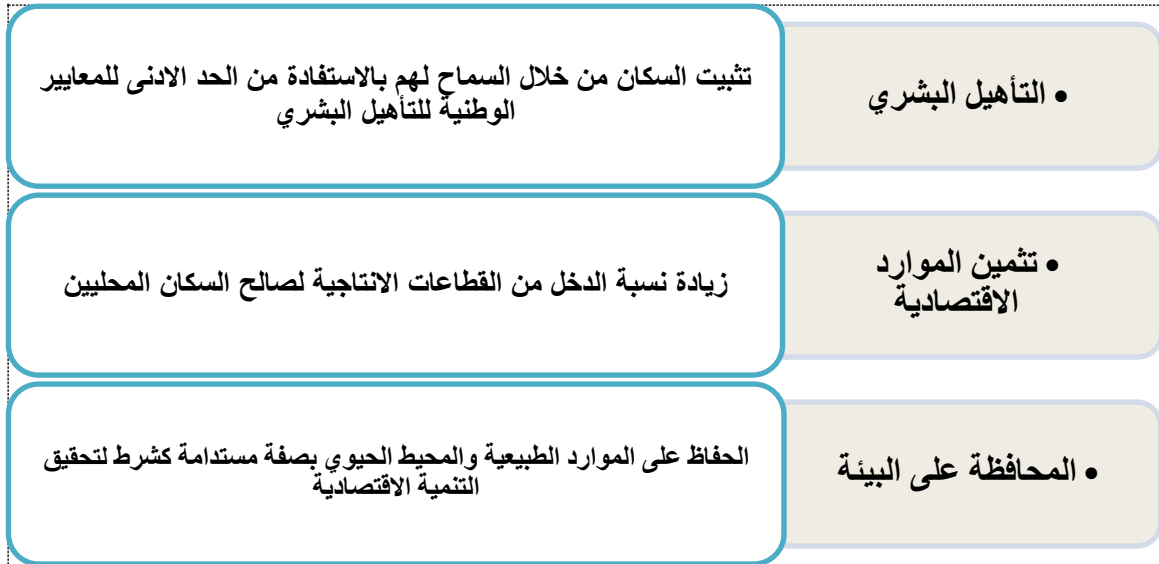 • التأهيل البشري
تثبيت السكان من خلال السماح لهم بالاستفادة من الحد الادنى للمعايير
الوطنية للتأهيل البشري
• تثمين الموارد
الاقتصادية
زيادة نسبة الدخل من القطاعات الانتاجية لصالح السكان المحليين
• المحافظة على البيئة
الحفاظ على الموارد الطبيعية والمحيط الحيوي بصفة مستدامة كشرط لتحقيق
التنمية الاقتصادية